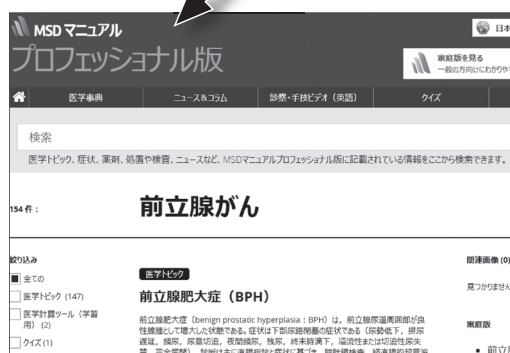 MSD マニュアル
プロフェッショナル版
日本
家庭版を見る
一般の方向けにわかりや
医学事典 ニュース&コラム 診察・手技ビデオ（英語） クイズ
検索
医学トピック、症状、薬剤、処置や検査、ニュースなど、MSDマニュアルプロフェッショナル版に記載されている情報をここから検索できます。
154 件： 前立腺がん
絞り込み
全ての
医学トピック (147)
医学計算ツール（学習用） (2)
クイズ (1)
医学トピック
前立腺肥大症（BPH）
前立腺肥大症（benign prostatic hyperplasia：BPH）は，前立腺尿道周囲部が良
性腫瘍として増大した状態である。症状は下部尿路閉塞の症状である（尿勢低下，排尿
遅延，頻尿，尿意切迫，夜間頻尿，残尿，終末時滴下，溢流性または切迫性尿失
関連画像 (0)
見つかりません
家庭版